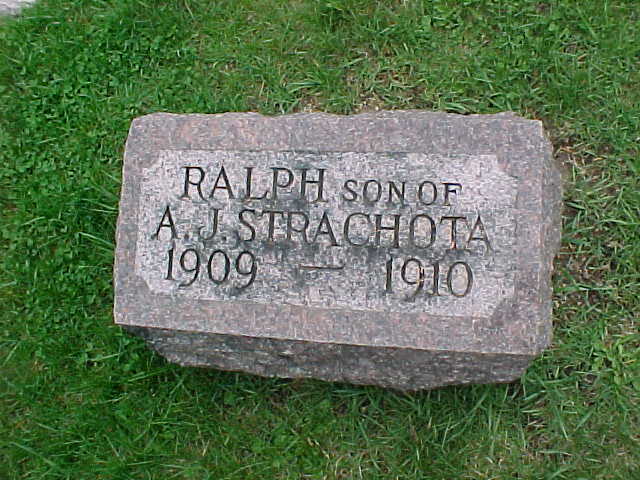 RALPH SON OF
A. J. STRACHOTA
1909 — 1910